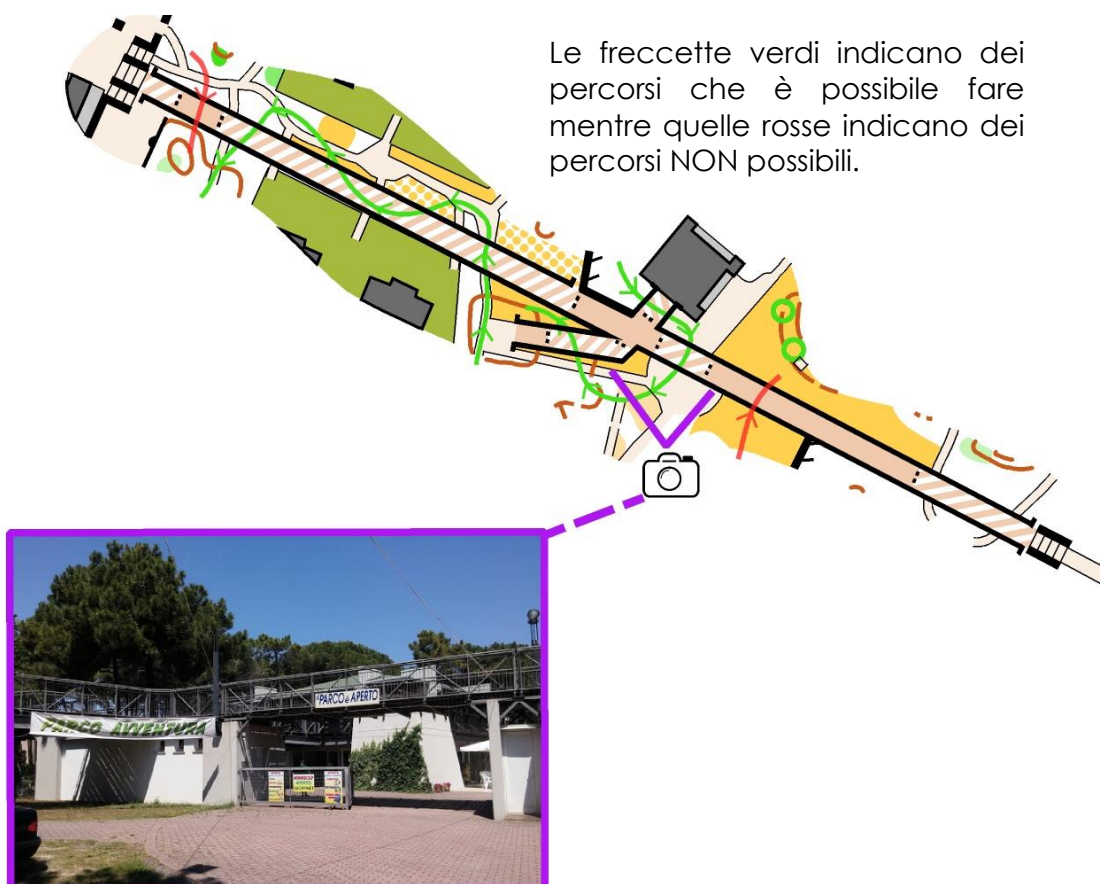 Le freccette verdi indicano dei
percorsi che è possibile fare
mentre quelle rosse indicano dei
percorsi NON possibili.
PARCO è APERTO
PARCO AVVENTURA